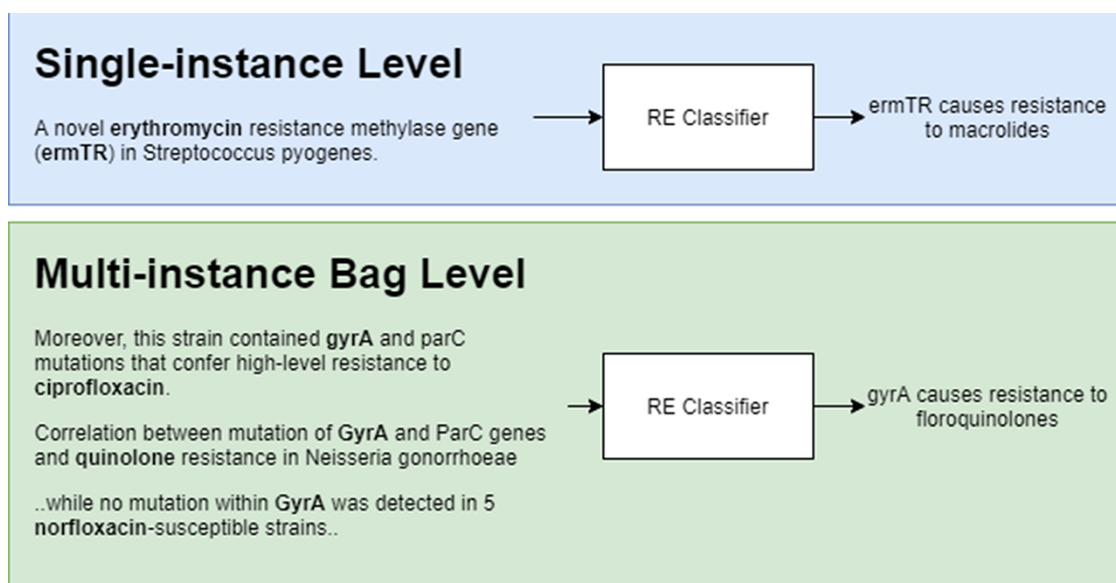 Single-instance Level
A novel erythromycin resistance methylase gene
(ermTR) in Streptococcus pyogenes.
RE Classifier
ermTR causes resistance
to macrolides
Multi-instance Bag Level
Moreover, this strain contained gyrA and parC
mutations that confer high-level resistance to
ciprofloxacin.
Correlation between mutation of GyrA and ParC genes
and quinolone resistance in Neisseria gonorrhoeae
..while no mutation within GyrA was detected in 5
norfloxacin-susceptible strains..
RE Classifier
gyrA causes resistance to
floroquinolones